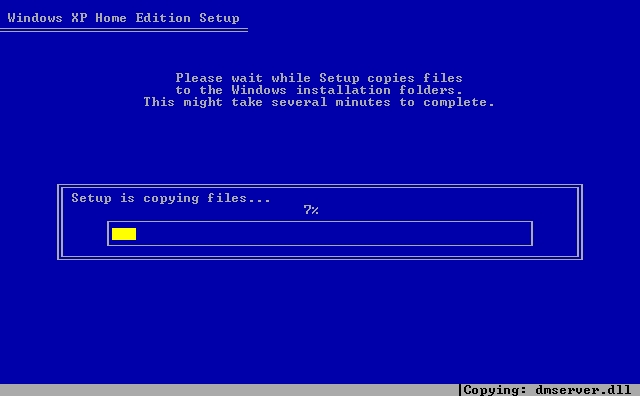 Windows XP Home Edition Setup
Please wait while Setup copies files
to the Windows installation folders.
This might take several minutes to complete.
Setup is copying files...
7%
Copying: dmserver.dll